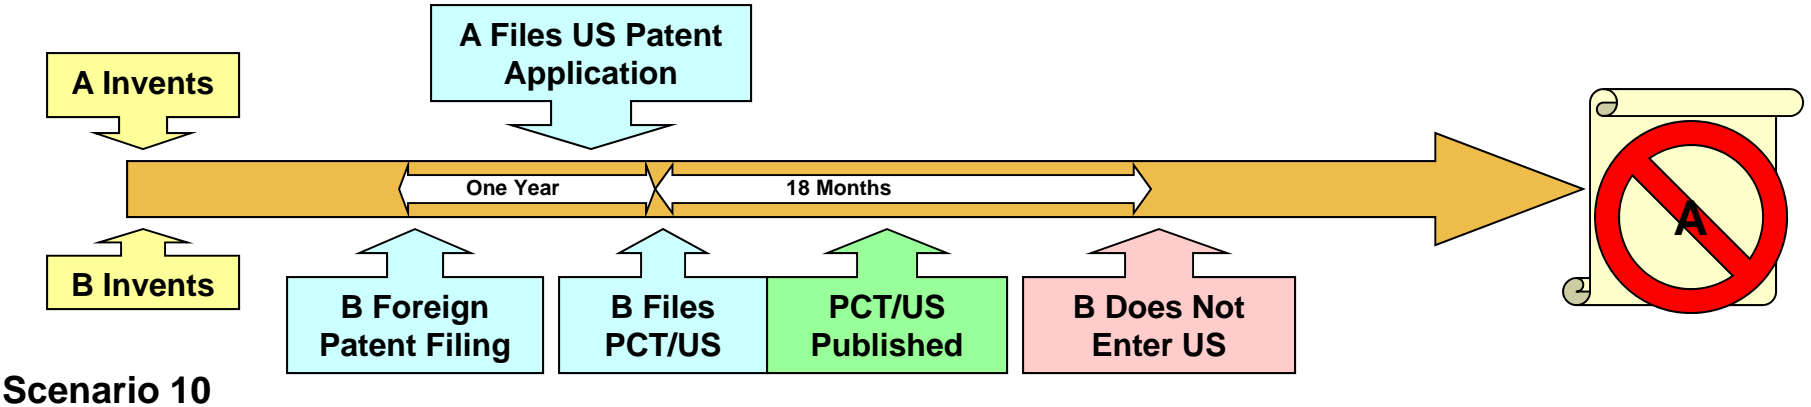 A Files US Patent
Application
A Invents
One Year
18 Months
A
B Invents
B Foreign
Patent Filing
B Files
PCT/US
PCT/US
Published
B Does Not
Enter US
Scenario 10